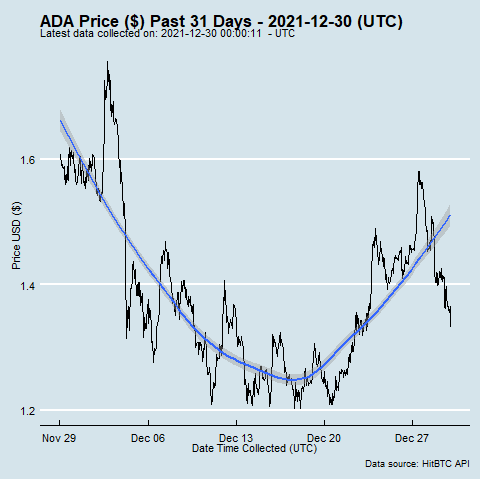 ADA Price ($) Past 31 Days - 2021-12-30 (UTC)
Latest data collected on: 2021-12-30 00:00:11 - UTC
Price USD ($)
1.6
1.4
1.2
Nov 29 Dec 06 Dec 13 Dec 20 Dec 27
Date Time Collected (UTC)
Data source: HitBTC API